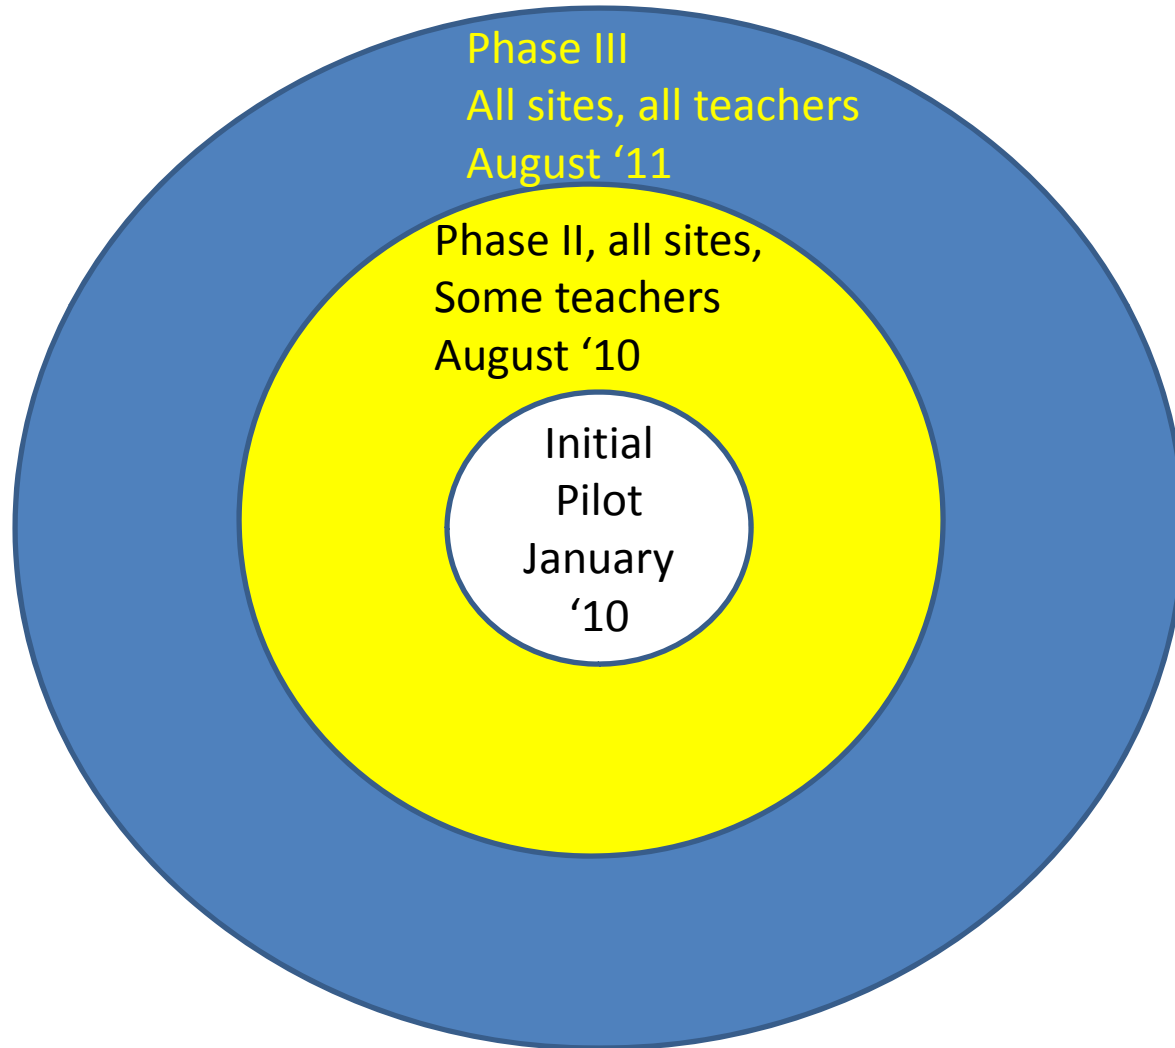 Phase III
All sites, all teachers
August ‘11
Phase II, all sites,
Some teachers
August ‘10
Initial
Pilot
January
‘10